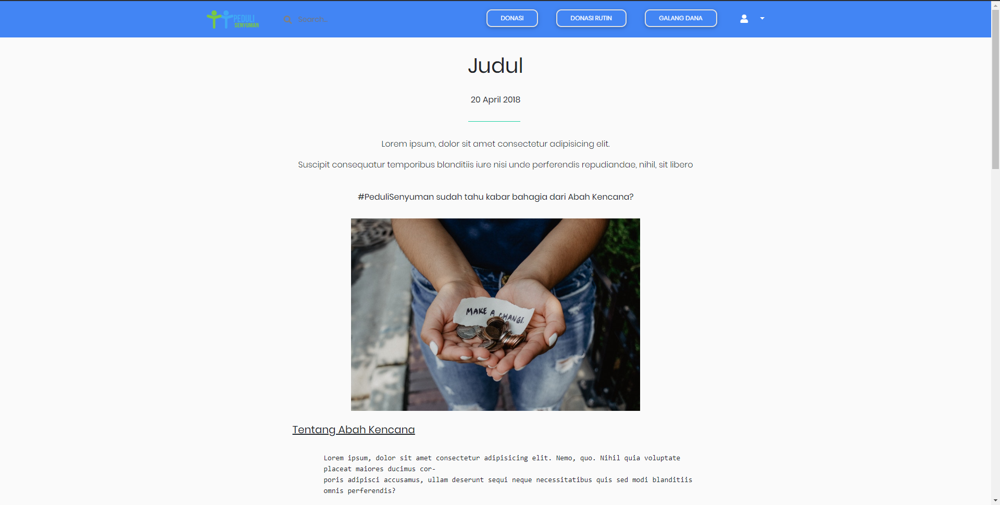 PEDULI
SENYUMAN
Search...
DONASI
DONASI RUTIN
GALANG DANA
Judul
20 April 2018
Lorem ipsum, dolor sit amet consectetur adipisicing elit.
Suscipit consequatur temporibus blanditiis iure nisi unde perferendis repudiandae, nihil, sit libero
#PeduliSenyuman sudah tahu kabar bahagia dari Abah Kencana?
MAKE A CHANGE
Tentang Abah Kencana
Lorem ipsum, dolor sit amet consectetur adipisicing elit. Nemo, quo. Nihil quia voluptate
placeat maiores ducimus cor-
poris adipisci accusamus, ullam deserunt sequi neque necessitatibus quis sed modi blanditiis
omnis perferendis?